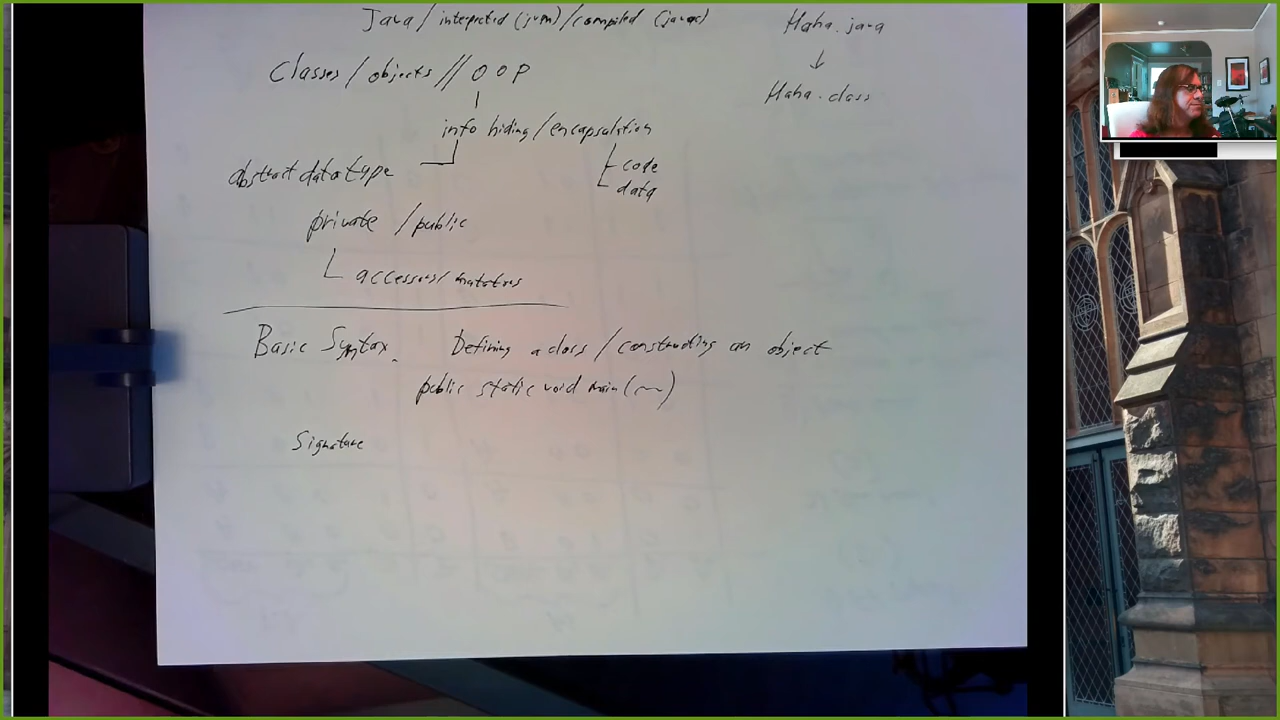 Java / interpreted (jvm) / compiled (javac)
Haha.java
↓
Haha.class
Classes / objects // OOP
info hiding / encapsulation
code
data
abstract data type
private / public
accessors / mutators
Basic Syntax. Defining a class / constructing an object
public static void main (~)
Signature